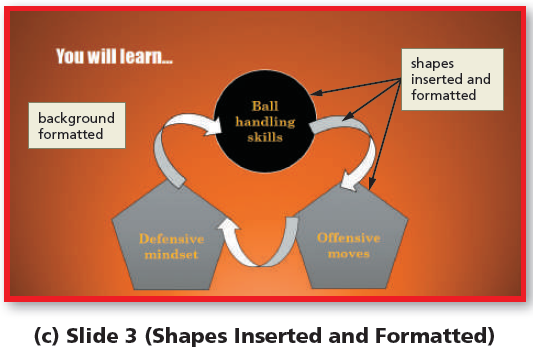 You will learn...
shapes
inserted and
formatted
background
formatted
Ball
handling
skills
Defensive
mindset
Offensive
moves
(c) Slide 3 (Shapes Inserted and Formatted)